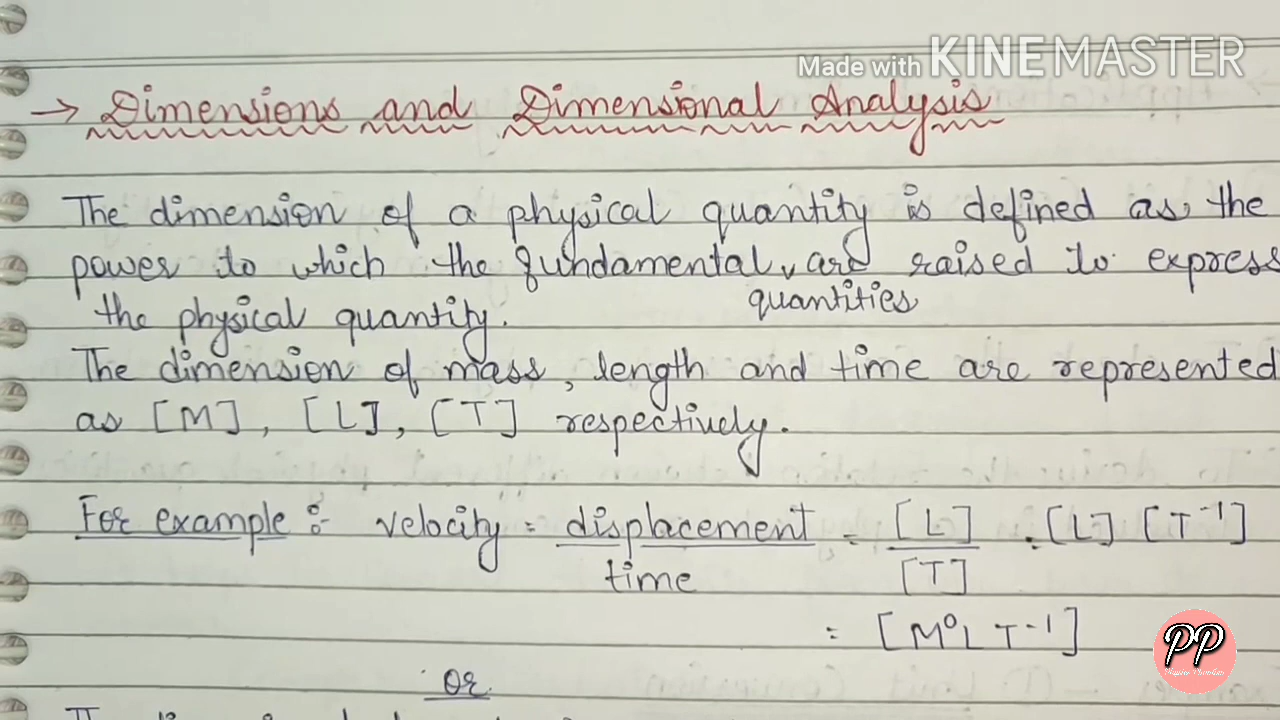 Made with KINEMASTER
→ Dimensions and Dimensional Analysis
The dimension of a physical quantity is defined as the
power to which the fundamental ˅ are raised to express
quantities
the physical quantity.
The dimension of mass, length and time are represented
as [M], [L], [T] respectively.
For example :- velocity = displacement / time = [L] / [T] = [L] [T⁻¹]
= [M⁰L T⁻¹]
PP
or